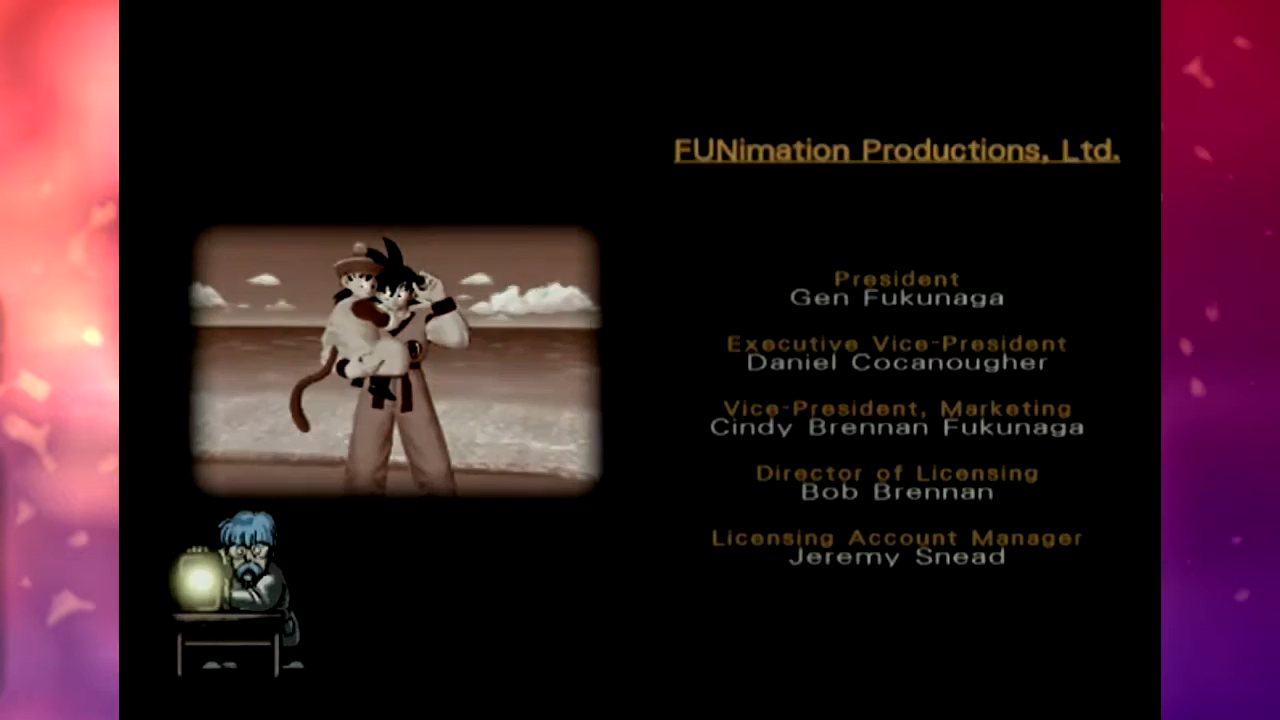 FUNimation Productions, Ltd.
President
Gen Fukunaga
Executive Vice-President
Daniel Cocanougher
Vice-President, Marketing
Cindy Brennan Fukunaga
Director of Licensing
Bob Brennan
Licensing Account Manager
Jeremy Snead